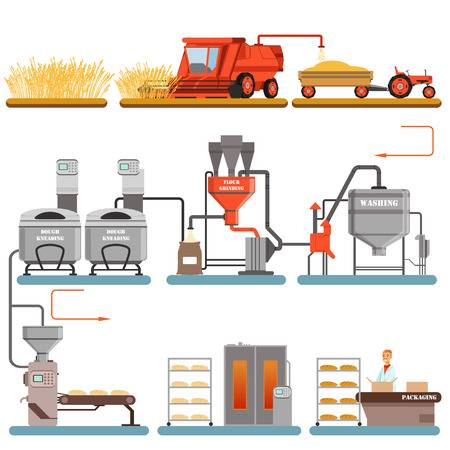 FLOUR
GRINDING
WASHING
DOUGH
KNEADING
DOUGH
KNEADING
PACKAGING